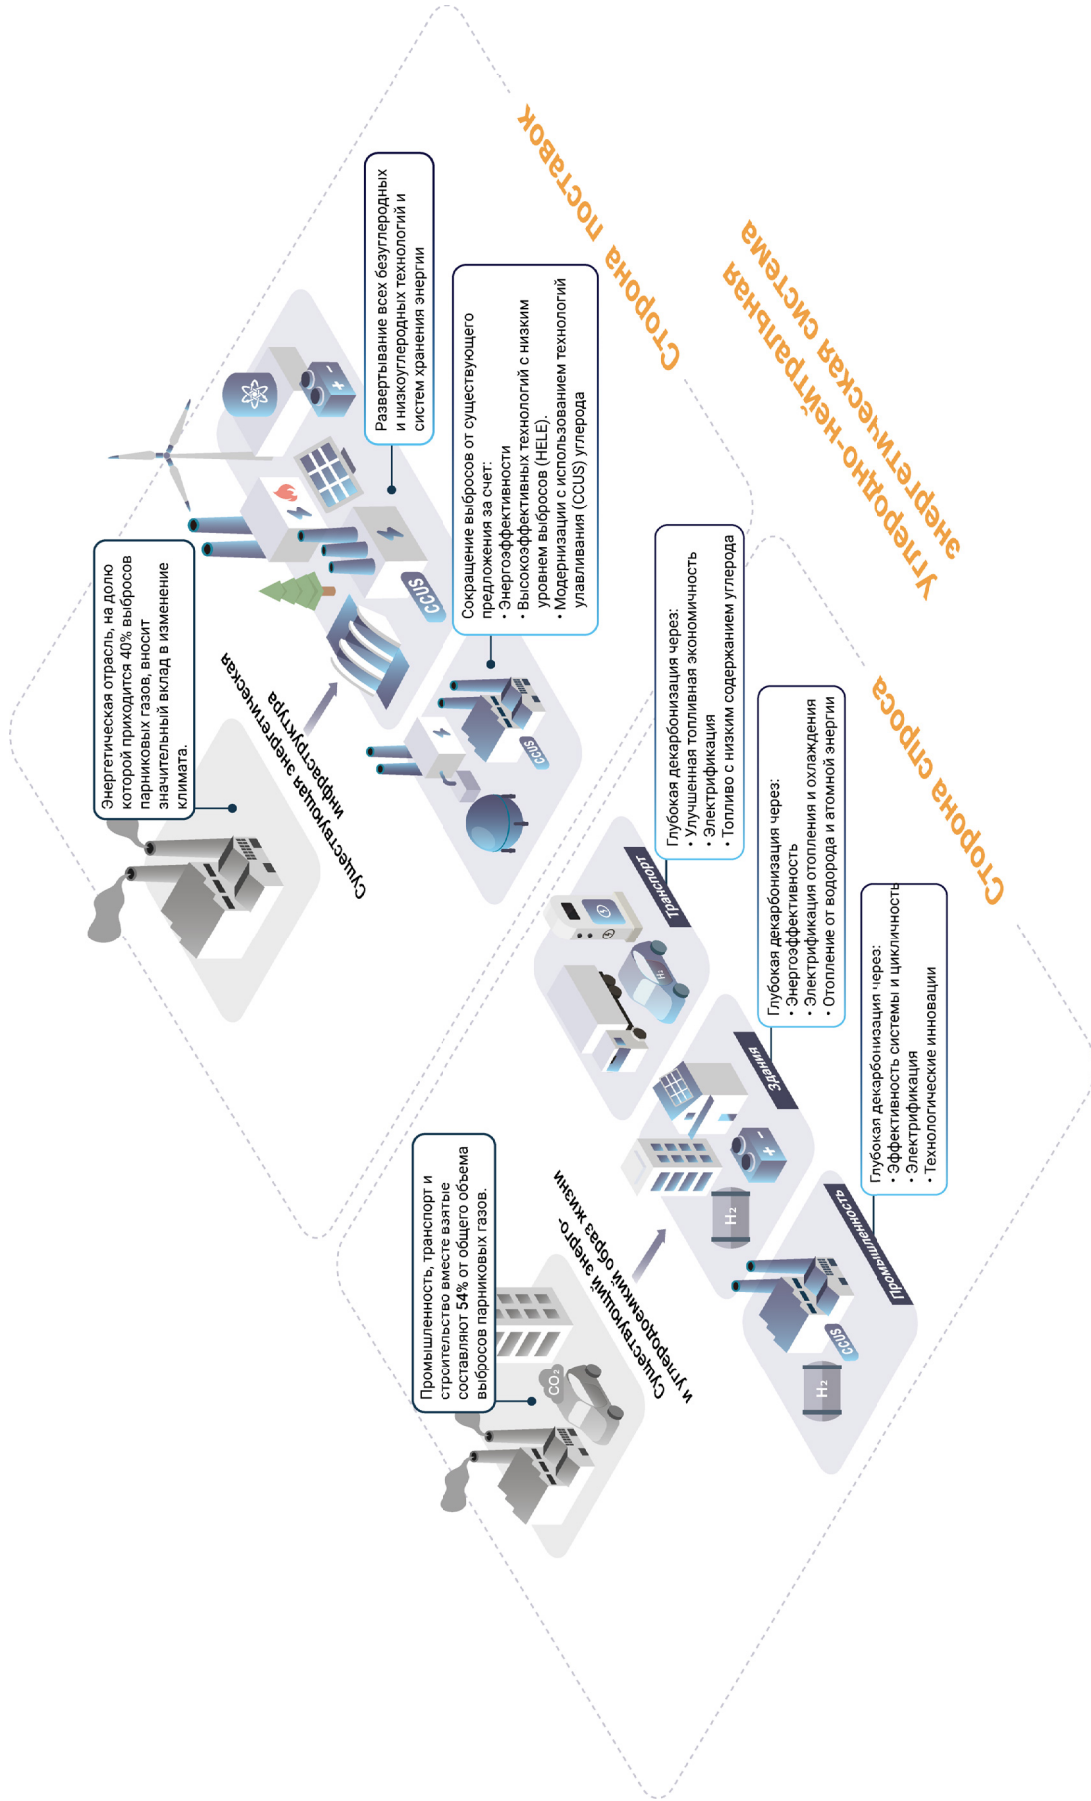 Энергетическая отрасль, на долю
которой приходится 40% выбросов
парниковых газов, вносит
значительный вклад в изменение
климата.
Существующая энергетическая
инфраструктура
CCUS
Развертывание всех безуглеродных
и низкоуглеродных технологий и
систем хранения энергии
CCUS
Сокращение выбросов от существующего
предложения за счет:
• Энергоэффективности
• Высокоэффективных технологий с низким
уровнем выбросов (HELE).
• Модернизации с использованием технологий
улавливания (CCUS) углерода
Сторона поставок
Углеродно-нейтральная
энергетическая система
Промышленность, транспорт и
строительство вместе взятые
составляют 54% от общего объема
выбросов парниковых газов.
CO₂
Существующий энерго-
и углеродоемкий образ жизни
H₂
Транспорт
Глубокая декарбонизация через:
• Улучшенная топливная экономичность
• Электрификация
• Топливо с низким содержанием углерода
H₂
Здания
Глубокая декарбонизация через:
• Энергоэффективность
• Электрификация отопления и охлаждения
• Отопление от водорода и атомной энергии
H₂
CCUS
Промышленность
Глубокая декарбонизация через:
• Эффективность системы и цикличность
• Электрификация
• Технологические инновации
Сторона спроса